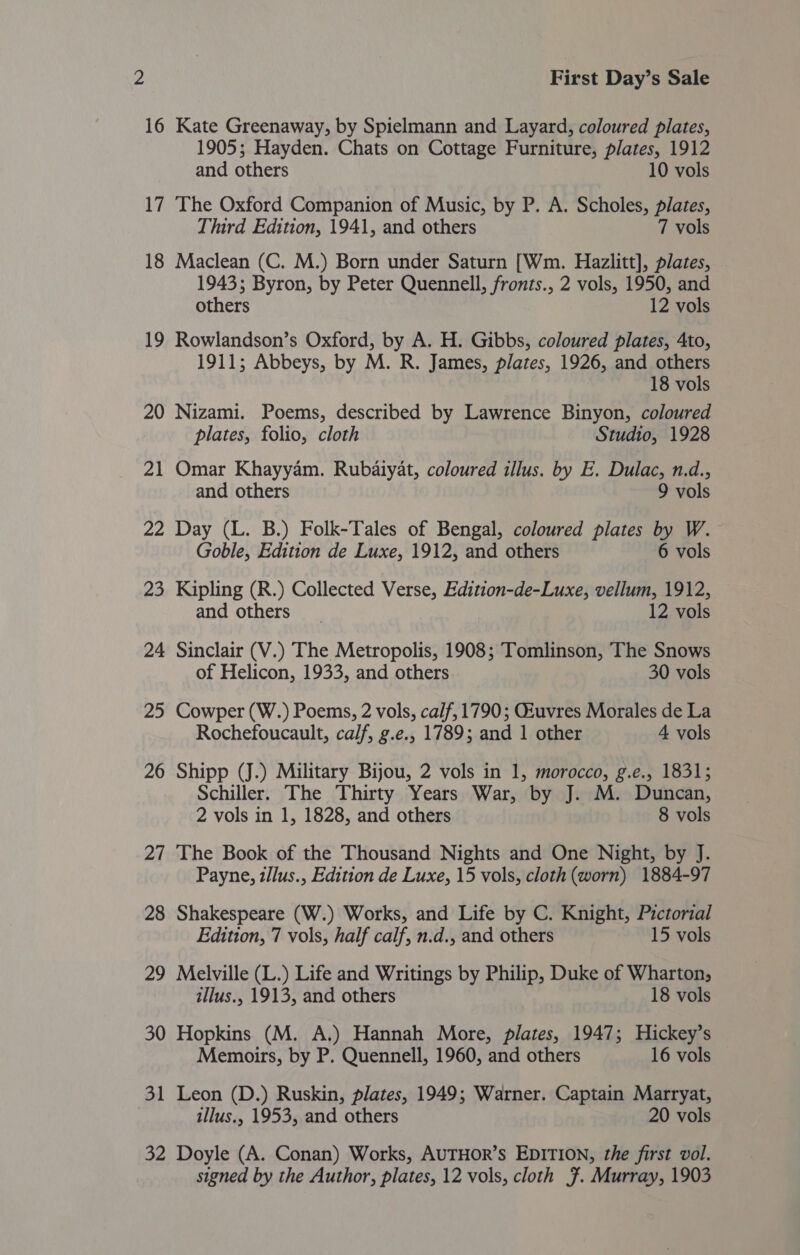 2 First Day’s Sale
16 Kate Greenaway, by Spielmann and Layard, coloured plates,
1905; Hayden. Chats on Cottage Furniture, plates, 1912
and others 10 vols
17 The Oxford Companion of Music, by P. A. Scholes, plates,
Third Edition, 1941, and others 7 vols
18 Maclean (C. M.) Born under Saturn [Wm. Hazlitt], plates,
1943; Byron, by Peter Quennell, fronts., 2 vols, 1950, and
others 12 vols
19 Rowlandson’s Oxford, by A. H. Gibbs, coloured plates, 4to,
1911; Abbeys, by M. R. James, plates, 1926, and others
18 vols
20 Nizami. Poems, described by Lawrence Binyon, coloured
plates, folio, cloth Studio, 1928
21 Omar Khayyám. Rubáiyát, coloured illus. by E. Dulac, n.d.,
and others 9 vols
22 Day (L. B.) Folk-Tales of Bengal, coloured plates by W.
Goble, Edition de Luxe, 1912, and others 6 vols
23 Kipling (R.) Collected Verse, Edition-de-Luxe, vellum, 1912,
and others 12 vols
24 Sinclair (V.) The Metropolis, 1908; Tomlinson, The Snows
of Helicon, 1933, and others 30 vols
25 Cowper (W.) Poems, 2 vols, calf, 1790; Œuvres Morales de La
Rochefoucault, calf, g.e., 1789; and 1 other 4 vols
26 Shipp (J.) Military Bijou, 2 vols in 1, morocco, g.e., 1831;
Schiller. The Thirty Years War, by J. M. Duncan,
2 vols in 1, 1828, and others 8 vols
27 The Book of the Thousand Nights and One Night, by J.
Payne, illus., Edition de Luxe, 15 vols, cloth (worn) 1884-97
28 Shakespeare (W.) Works, and Life by C. Knight, Pictorial
Edition, 7 vols, half calf, n.d., and others 15 vols
29 Melville (L.) Life and Writings by Philip, Duke of Wharton,
illus., 1913, and others 18 vols
30 Hopkins (M. A.) Hannah More, plates, 1947; Hickey’s
Memoirs, by P. Quennell, 1960, and others 16 vols
31 Leon (D.) Ruskin, plates, 1949; Warner. Captain Marryat,
illus., 1953, and others 20 vols
32 Doyle (A. Conan) Works, AUTHOR’S EDITION, the first vol.
signed by the Author, plates, 12 vols, cloth J. Murray, 1903